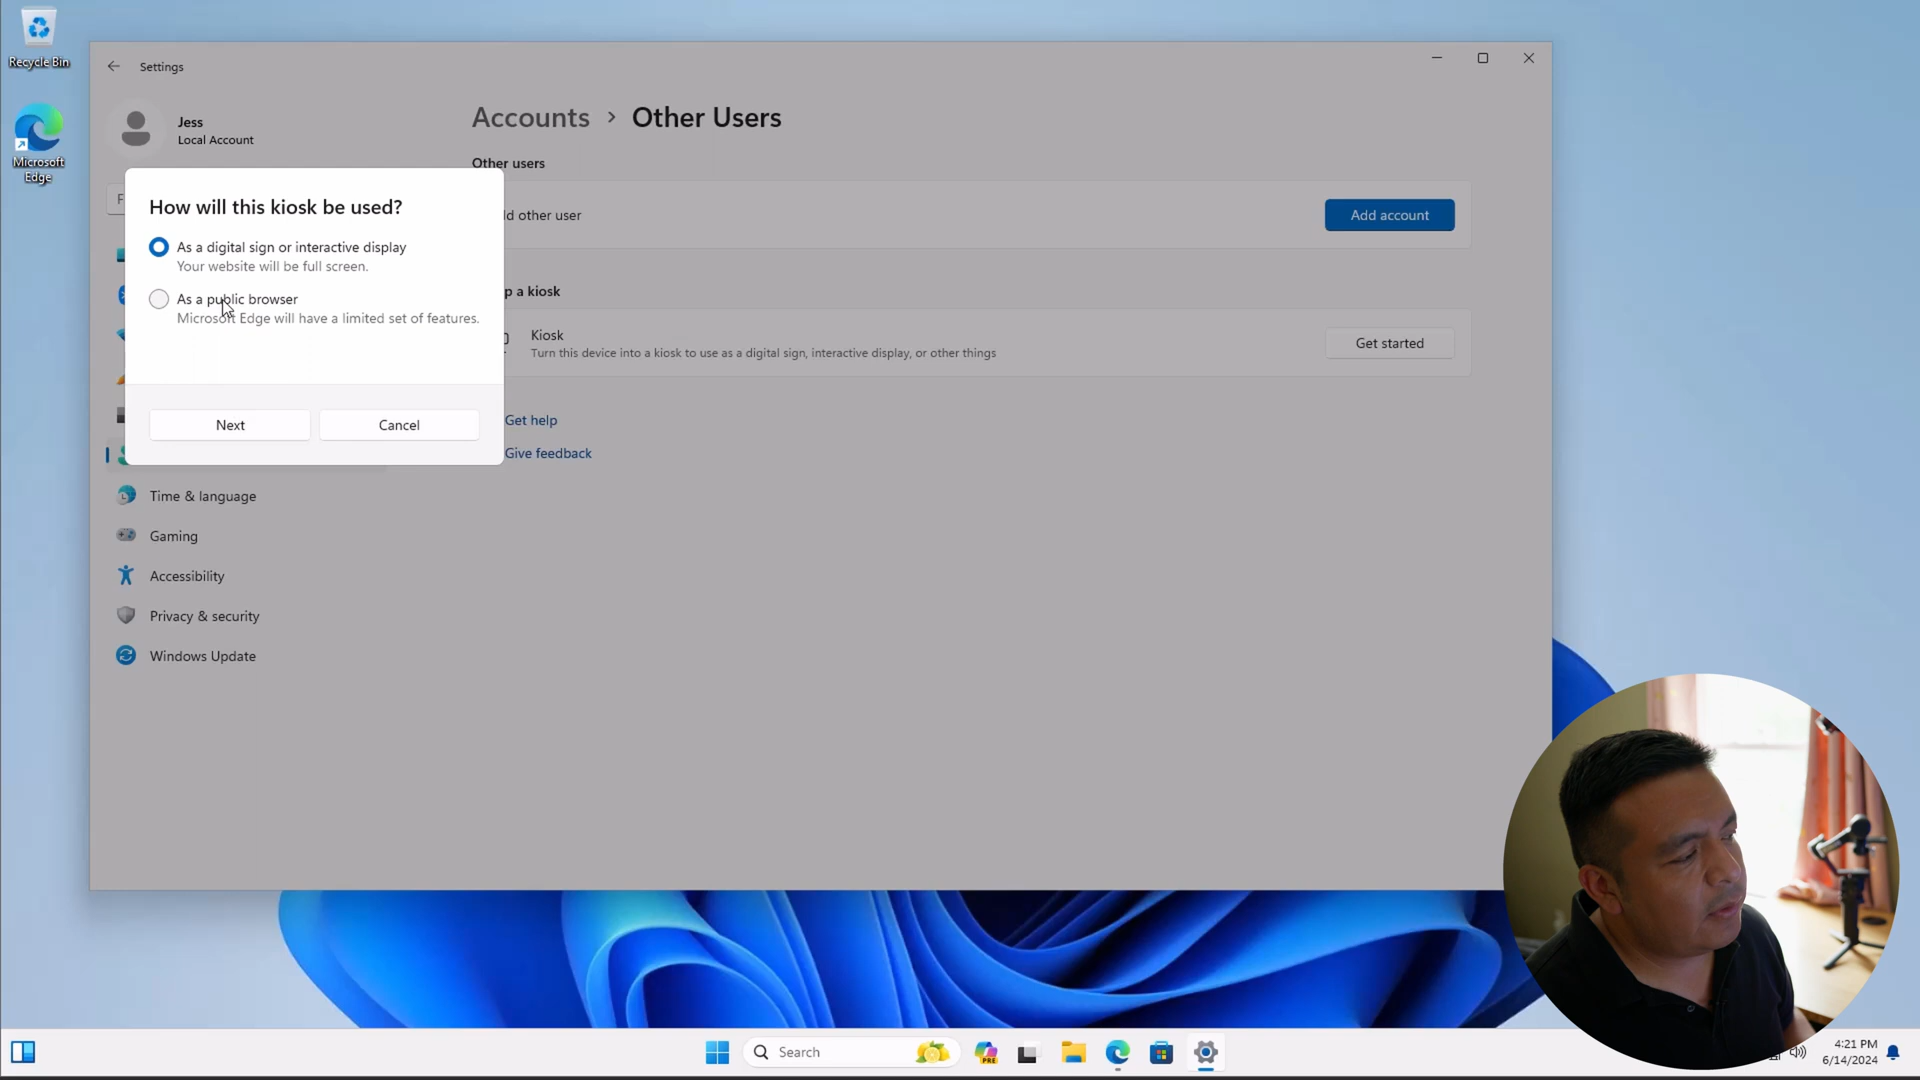 Recycle Bin
Microsoft
Edge
Settings
Jess
Local Account
F
Accounts > Other Users
Other users
d other user
Add account
How will this kiosk be used?
As a digital sign or interactive display
Your website will be full screen.
As a public browser
Microsoft Edge will have a limited set of features.
Next
Cancel
p a kiosk
Kiosk
Turn this device into a kiosk to use as a digital sign, interactive display, or other things
Get started
Get help
Give feedback
Time & language
Gaming
Accessibility
Privacy & security
Windows Update
Search
PRE
4:21 PM
6/14/2024